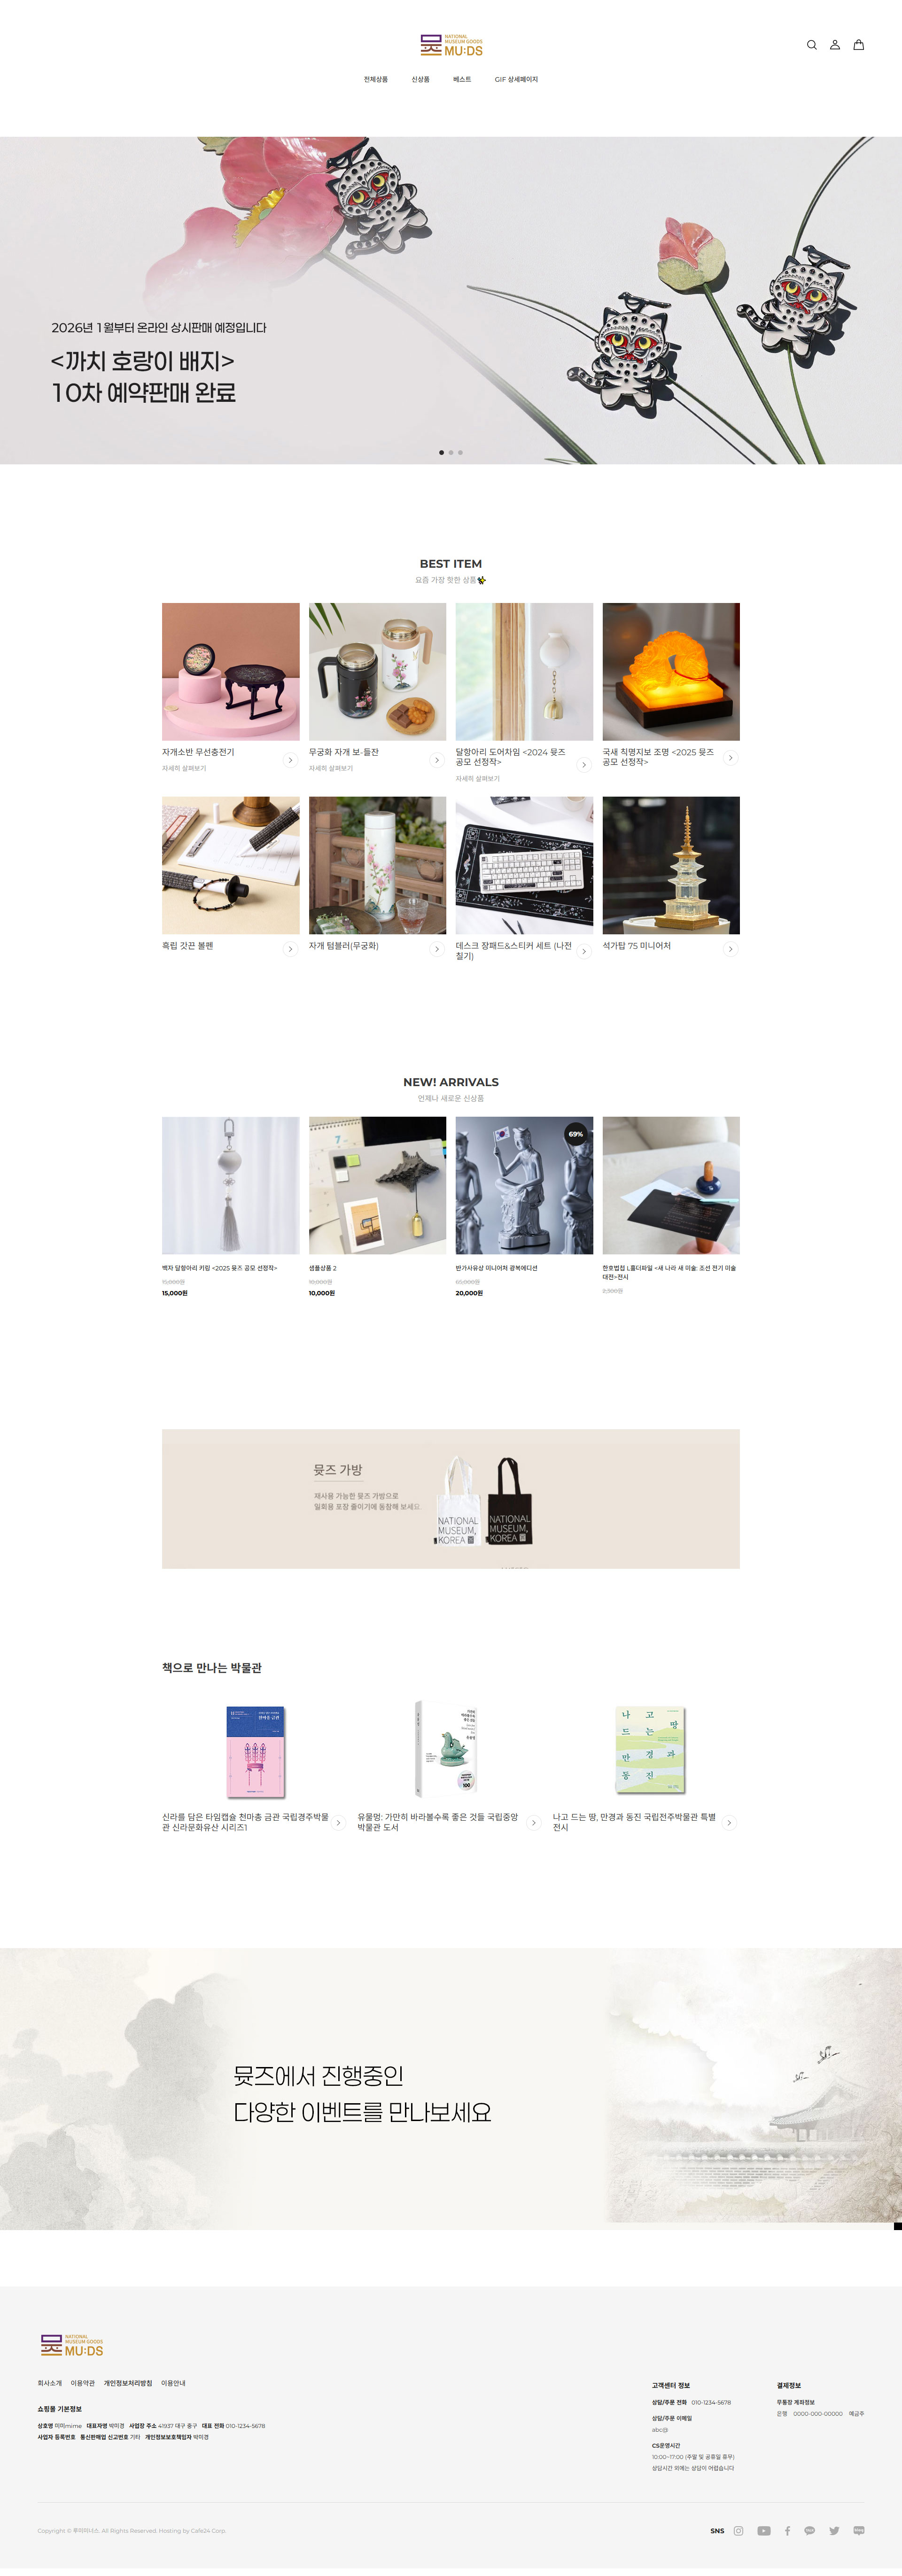 NATIONAL
MUSEUM GOODS
뮷 MU:DS
전체상품 신상품 베스트 GIF 상세페이지
2026년 1월부터 온라인 상시판매 예정입니다
<까치 호랑이 배지>
10차 예약판매 완료
BEST ITEM
요즘 가장 핫한 상품
자개소반 무선충전기
자세히 살펴보기
무궁화 자개 보·들잔
자세히 살펴보기
달항아리 도어차임 <2024 뮷즈
공모 선정작>
자세히 살펴보기
국새 칙명지보 조명 <2025 뮷즈
공모 선정작>
흑립 갓끈 볼펜
자개 텀블러(무궁화)
데스크 장패드&스티커 세트 (나전
칠기)
석가탑 75 미니어처
NEW! ARRIVALS
언제나 새로운 신상품
7
69%
백자 달항아리 키링 <2025 뮷즈 공모 선정작>
15,000원
샘플상품 2
10,000원
10,000원
반가사유상 미니어처 광복에디션
65,000원
20,000원
한호법첩 L홀더파일 <새 나라 새 미술: 조선 전기 미술
대전>전시
2,300원
뮷즈 가방
재사용 가능한 뮷즈 가방으로
일회용 포장 줄이기에 동참해 보세요.
NATIONAL
MUSEUM,
KOREA
NATIONAL
MUSEUM,
KOREA
책으로 만나는 박물관
천마총 금관
유물멍
100
나고
드는 땅
만경과
동진
신라를 담은 타임캡슐 천마총 금관 국립경주박물
관 신라문화유산 시리즈1
유물멍: 가만히 바라볼수록 좋은 것들 국립중앙
박물관 도서
나고 드는 땅, 만경과 동진 국립전주박물관 특별
전시
뮷즈에서 진행중인
다양한 이벤트를 만나보세요
NATIONAL
MUSEUM GOODS
뮷 MU:DS
회사소개 이용약관 개인정보처리방침 이용안내
쇼핑몰 기본정보
상호명 미미mime 대표자명 박미경 사업장 주소 41937 대구 중구 대표 전화 010-1234-5678
사업자 등록번호 통신판매업 신고번호 기타 개인정보보호책임자 박미경
고객센터 정보
상담/주문 전화 010-1234-5678
상담/주문 이메일
abc@
CS운영시간
10:00~17:00 (주말 및 공휴일 휴무)
상담시간 외에는 상담이 어렵습니다
결제정보
무통장 계좌정보
은행 0000-000-00000 예금주
Copyright © 루미미너스. All Rights Reserved. Hosting by Cafe24 Corp.
SNS